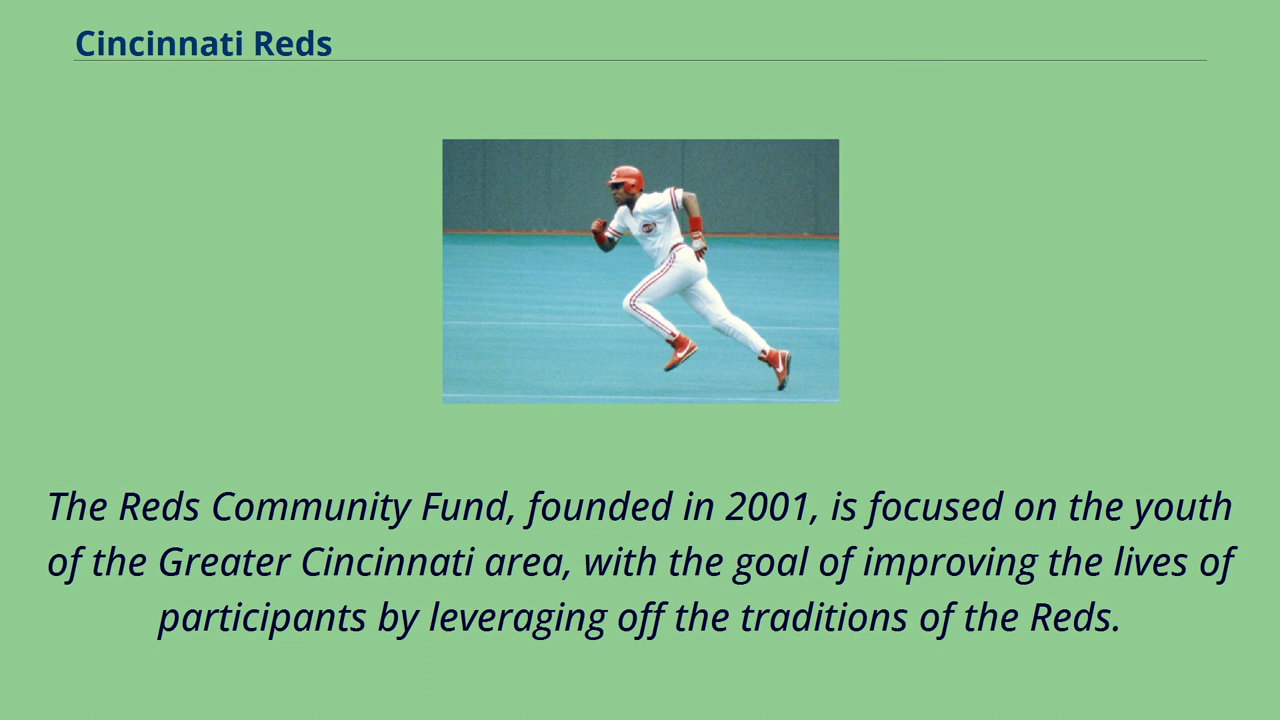 Cincinnati Reds
The Reds Community Fund, founded in 2001, is focused on the youth
of the Greater Cincinnati area, with the goal of improving the lives of
participants by leveraging off the traditions of the Reds.